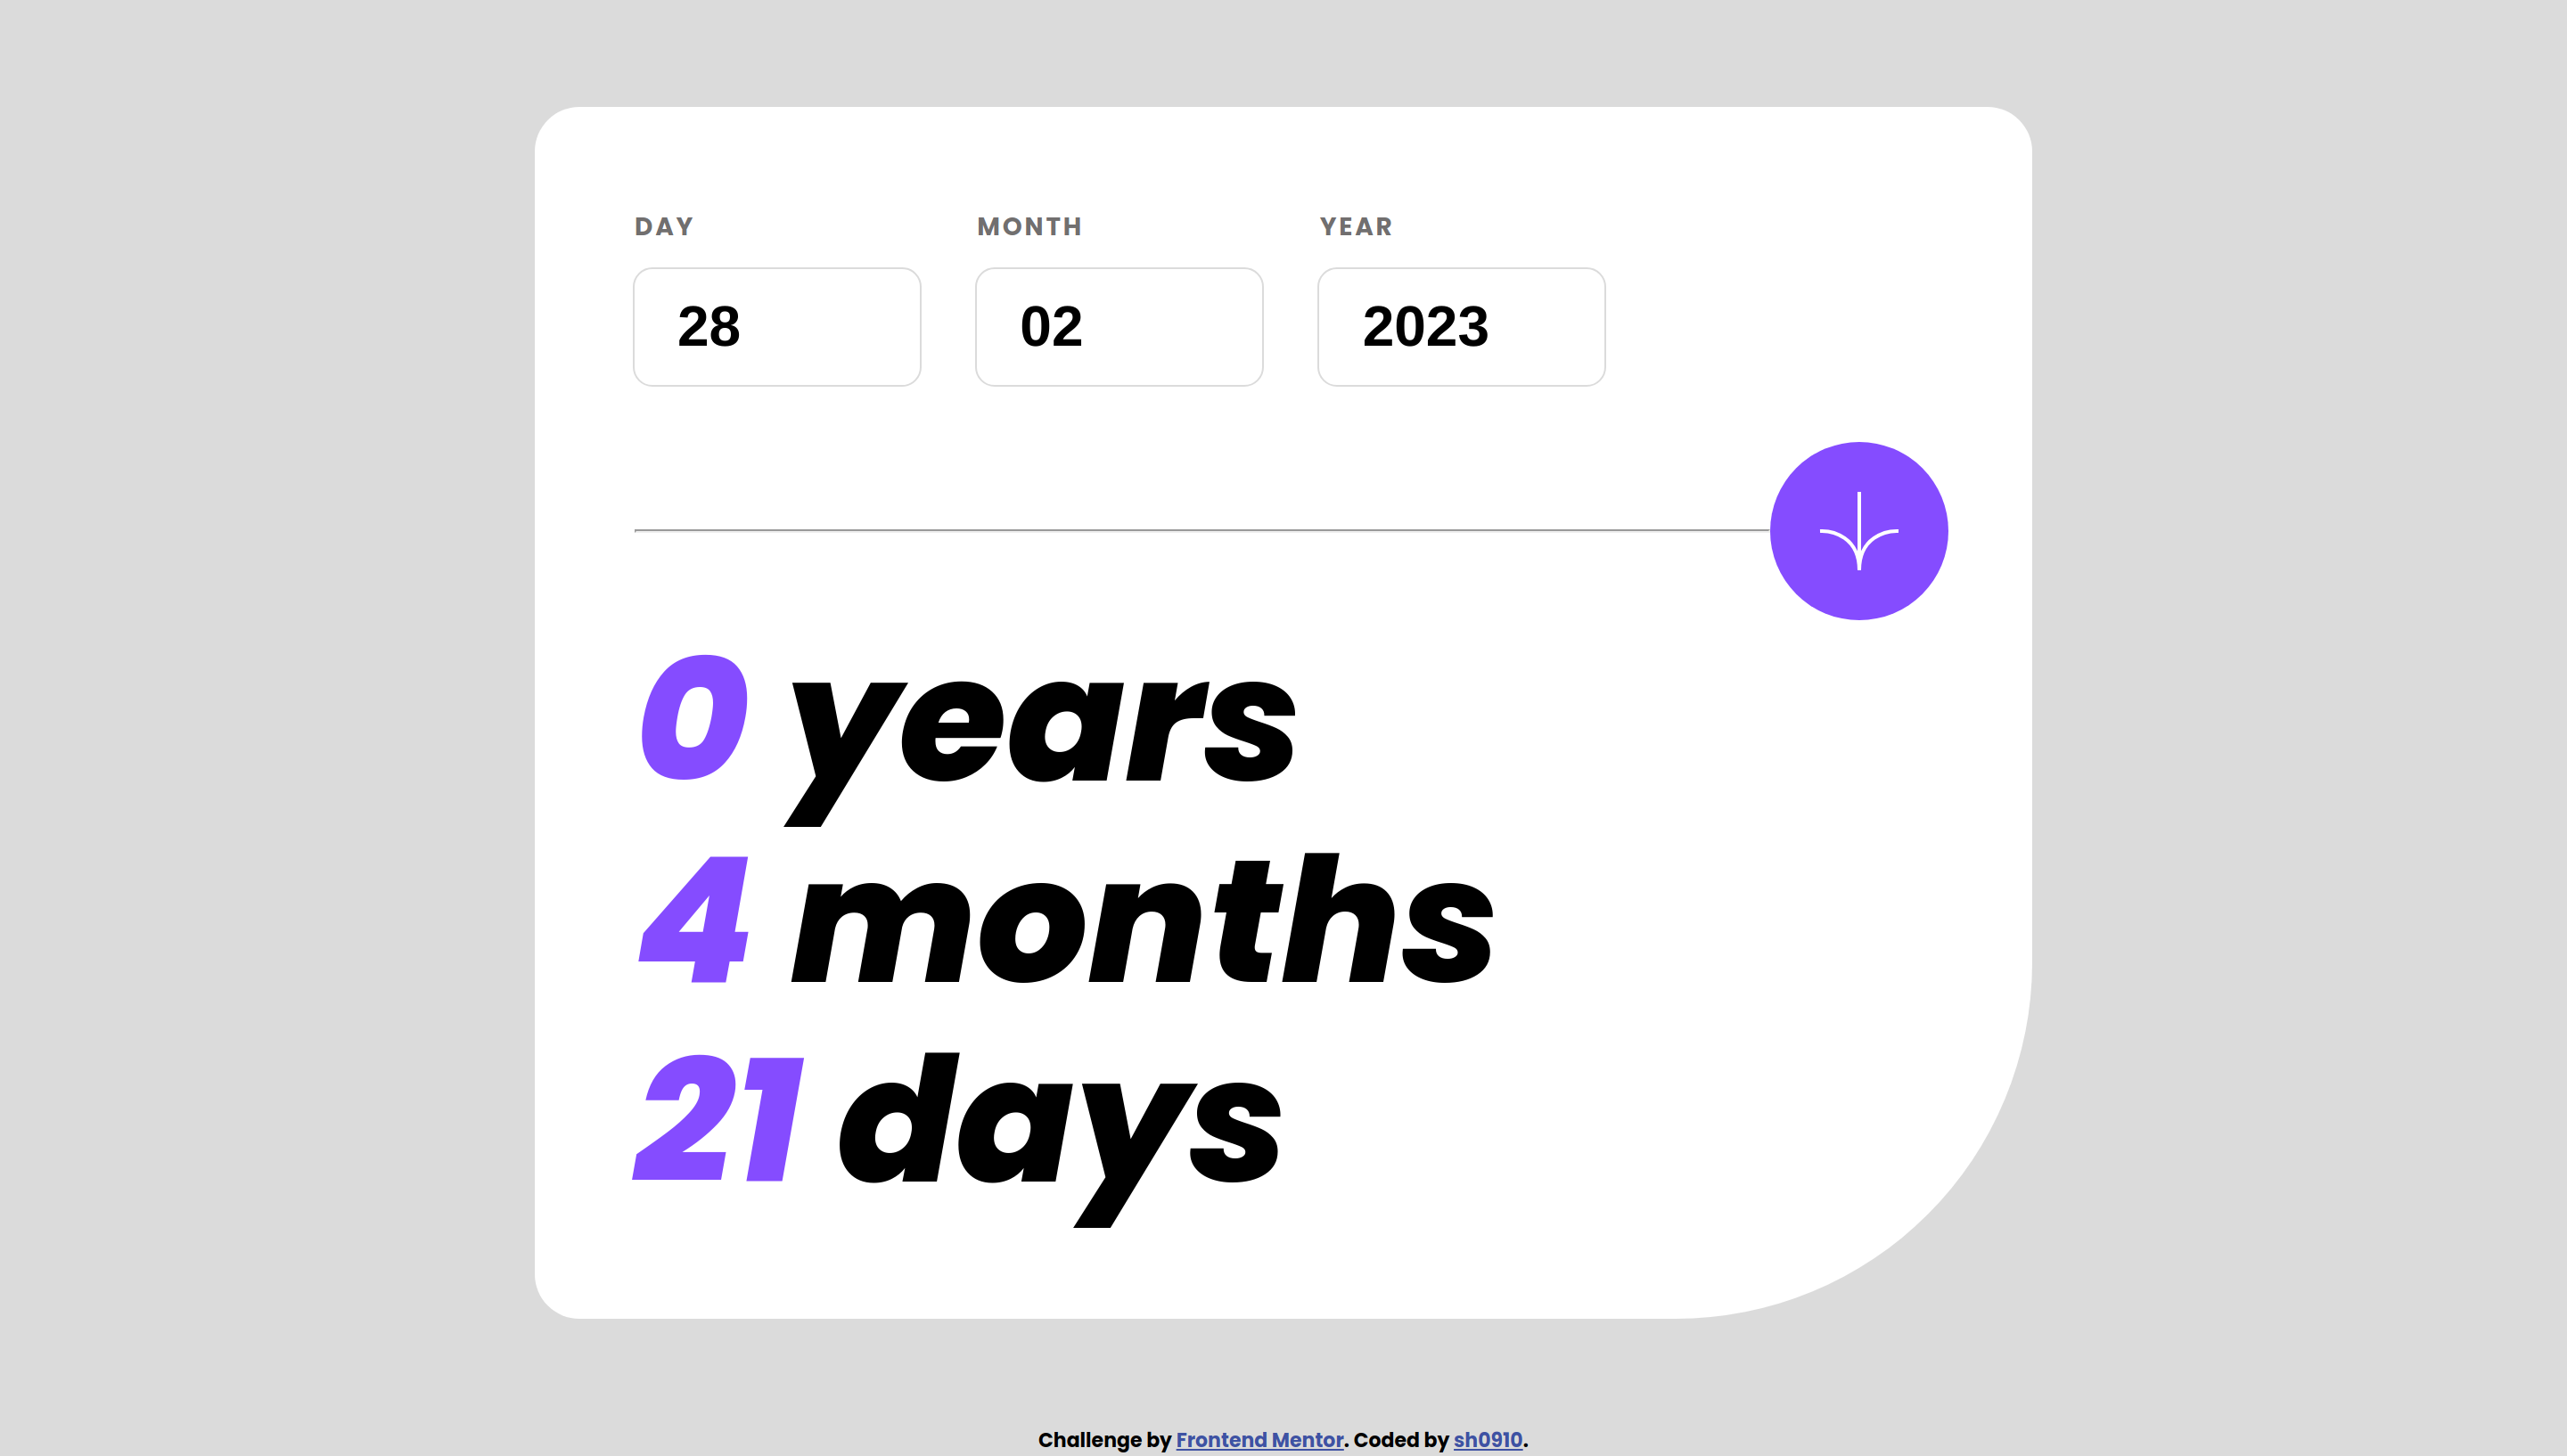 DAY MONTH YEAR
28 02 2023
0 years
4 months
21 days
Challenge by Frontend Mentor. Coded by sh0910.